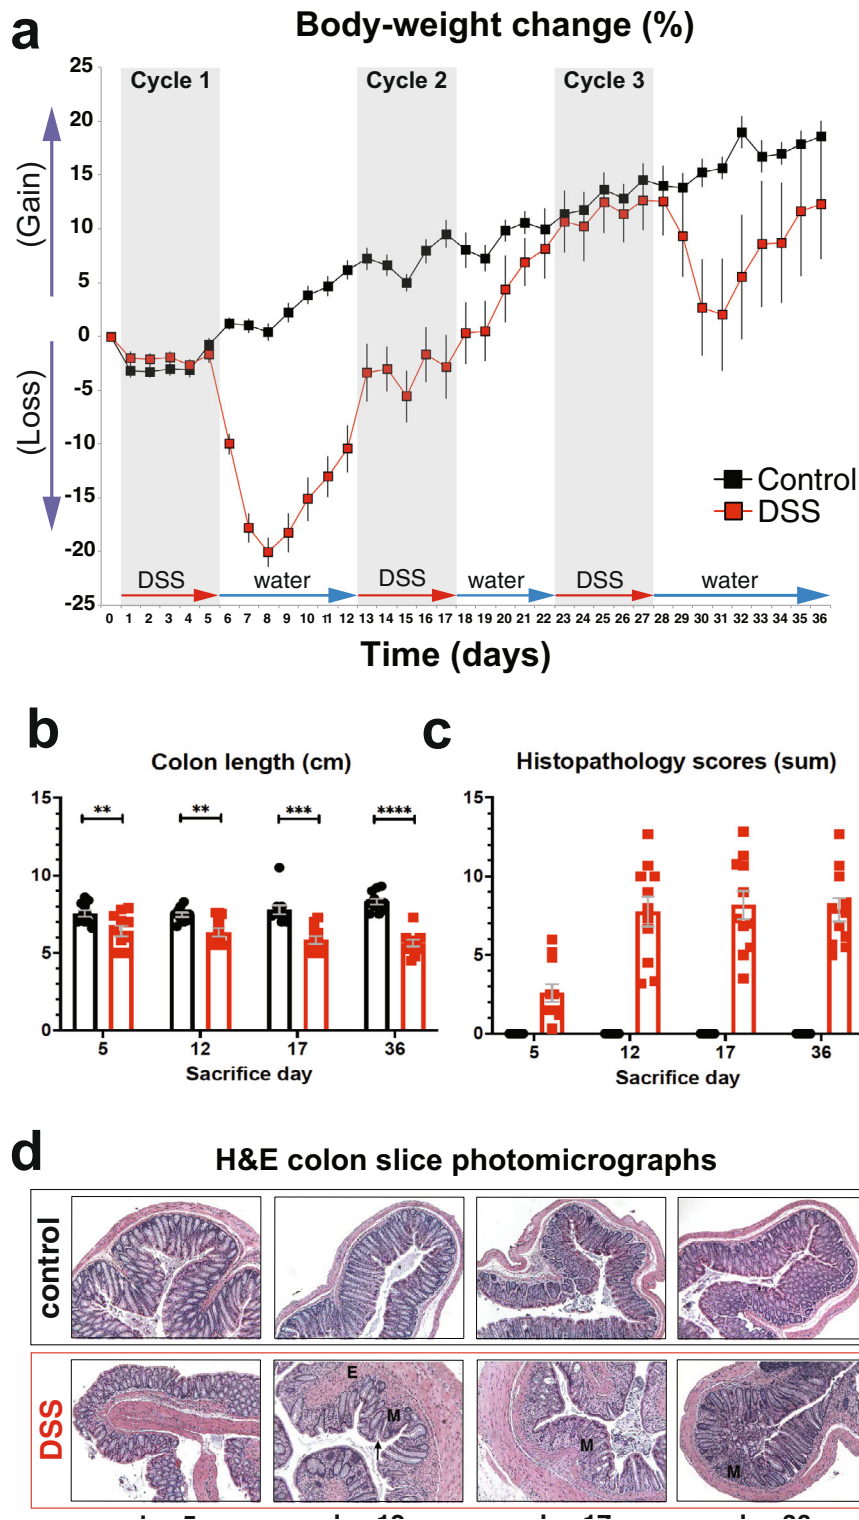 a
Body-weight change (%)
25
20
15
10
5
0
-5
-10
-15
-20
-25
(Gain)
(Loss)
Cycle 1
Cycle 2
Cycle 3
Control
DSS
DSS
water
DSS
water
DSS
water
0 1 2 3 4 5 6 7 8 9 10 11 12 13 14 15 16 17 18 19 20 21 22 23 24 25 26 27 28 29 30 31 32 33 34 35 36
Time (days)
b
Colon length (cm)
15
10
5
0
** ** *** ****
5 12 17 36
Sacrifice day
c
Histopathology scores (sum)
15
10
5
0
5 12 17 36
Sacrifice day
d
H&E colon slice photomicrographs
control
DSS
E
M
M
M